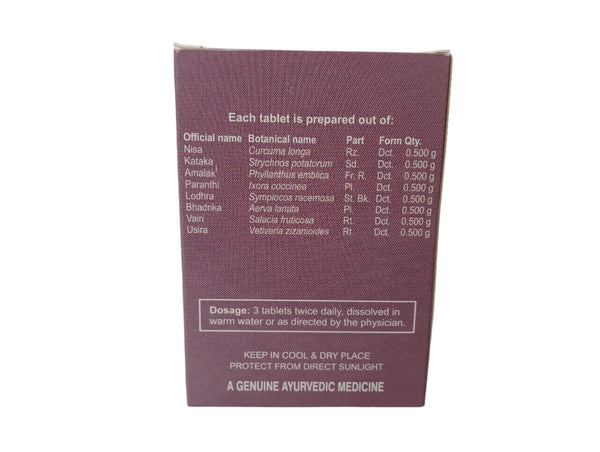 Each tablet is prepared out of:
Official name Botanical name Part Form Qty.
Nisa Curcuma longa Rz. Dct. 0.500 g
Kataka Strychnos potatorum Sd. Dct. 0.500 g
Amalaki Phyllanthus emblica Fr. R. Dct. 0.500 g
Paranthi Ixora coccinea Pl. Dct. 0.500 g
Lodhra Symplocos racemosa St. Bk. Dct. 0.500 g
Bhadrika Aerva lanata Pl. Dct. 0.500 g
Vairi Salacia fruticosa Rt. Dct. 0.500 g
Usira Vetiveria zizanioides Rt. Dct. 0.500 g
Dosage: 3 tablets twice daily, dissolved in
warm water or as directed by the physician.
KEEP IN COOL & DRY PLACE
PROTECT FROM DIRECT SUNLIGHT
A GENUINE AYURVEDIC MEDICINE